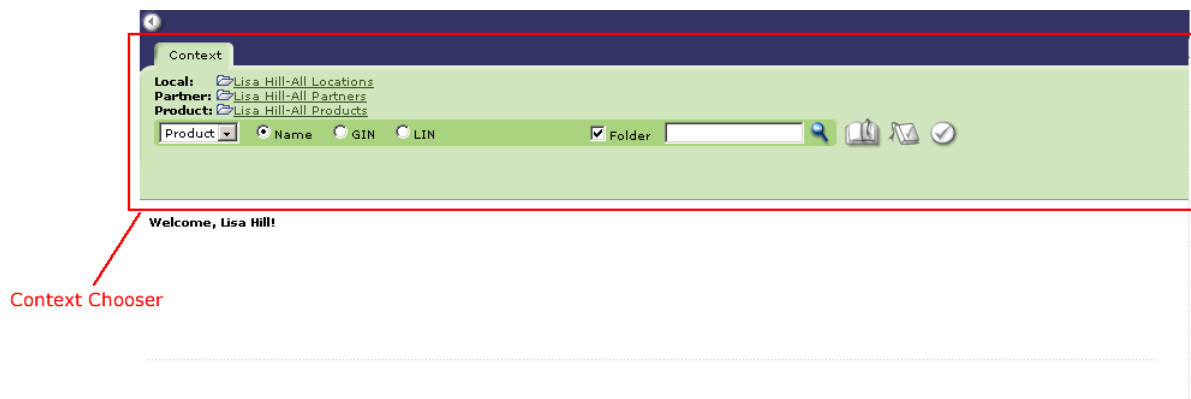 Context
Local: Lisa Hill-All Locations
Partner: Lisa Hill-All Partners
Product: Lisa Hill-All Products
Product Name GIN LIN Folder
Welcome, Lisa Hill!
Context Chooser